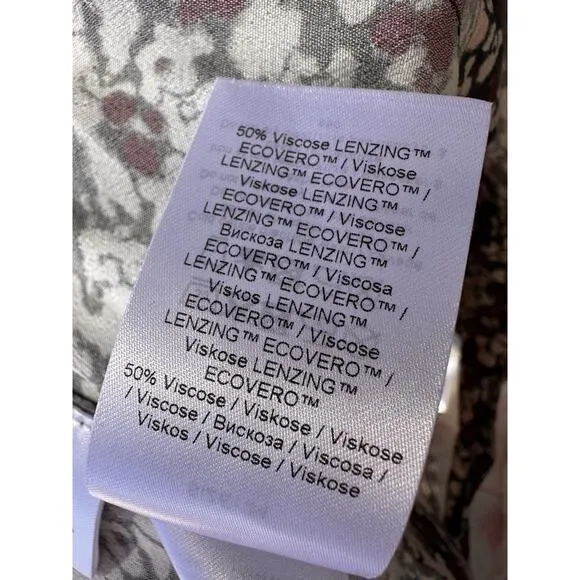 50% Viscose LENZING™
ECOVERO™ / Viskose
LENZING™ ECOVERO™ /
Viskose LENZING™
ECOVERO™ / Viscose
LENZING™ ECOVERO™ /
Вискоза LENZING™
ECOVERO™ / Viscosa
LENZING™ ECOVERO™ /
Viskos LENZING™
ECOVERO™ / Viscose
LENZING™ ECOVERO™ /
Viskose LENZING™
ECOVERO™
50% Viscose / Viskose / Viskose
/ Viscose / Вискоза / Viscosa /
Viskos / Viscose / Viskose